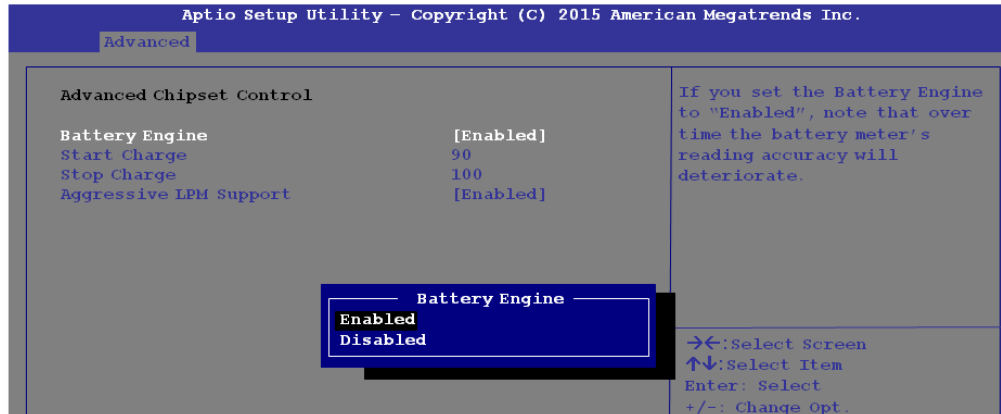 Aptio Setup Utility – Copyright (C) 2015 American Megatrends Inc.
Advanced
Advanced Chipset Control
Battery Engine [Enabled]
Start Charge 90
Stop Charge 100
Aggressive LPM Support [Enabled]
If you set the Battery Engine
to “Enabled”, note that over
time the battery meter’s
reading accuracy will
deteriorate.
Battery Engine
Enabled
Disabled
→←:Select Screen
↑↓:Select Item
Enter: Select
+/-: Change Opt.